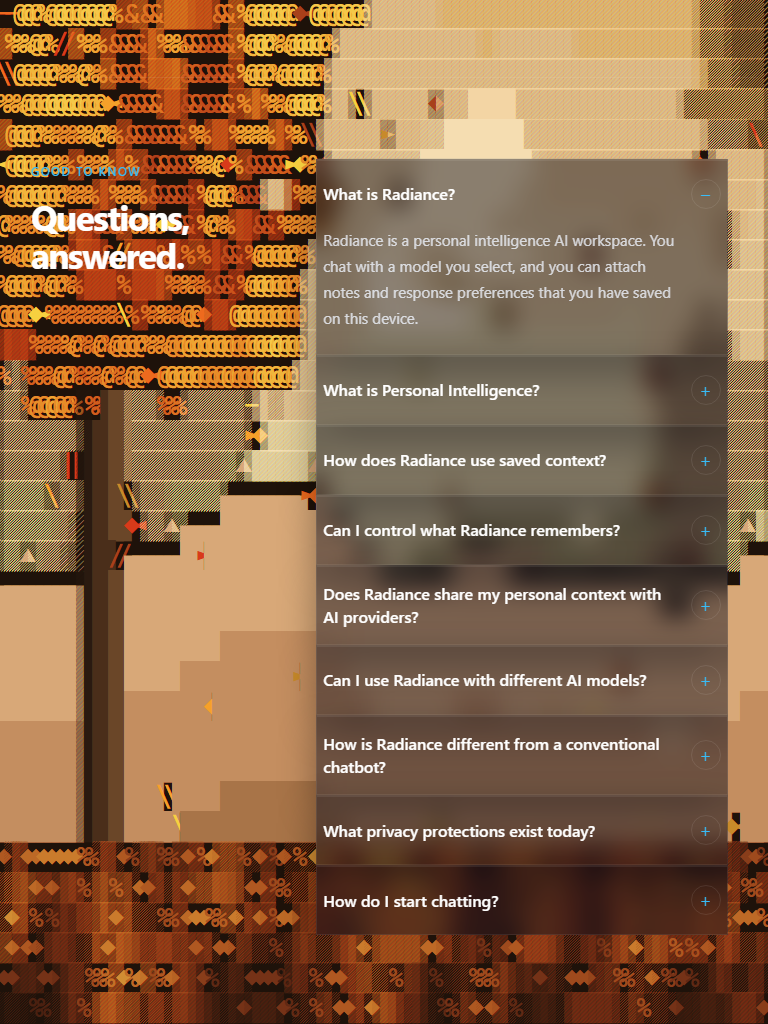 GOOD TO KNOW
Questions,
answered.
What is Radiance?
Radiance is a personal intelligence AI workspace. You
chat with a model you select, and you can attach
notes and response preferences that you have saved
on this device.
What is Personal Intelligence?
How does Radiance use saved context?
Can I control what Radiance remembers?
Does Radiance share my personal context with
AI providers?
Can I use Radiance with different AI models?
How is Radiance different from a conventional
chatbot?
What privacy protections exist today?
How do I start chatting?